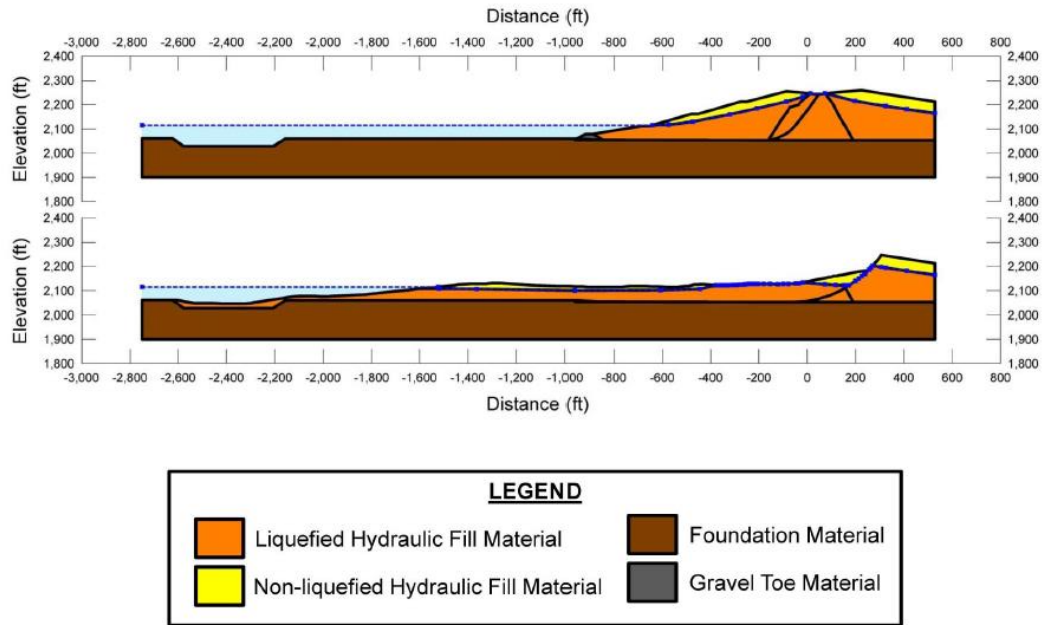 Distance (ft)
-3,000 -2,800 -2,600 -2,400 -2,200 -2,000 -1,800 -1,600 -1,400 -1,200 -1,000 -800 -600 -400 -200 0 200 400 600 800
2,400 2,400
2,300 2,300
2,200 2,200
2,100 2,100
2,000 2,000
1,900 1,900
1,800 1,800
Elevation (ft) Elevation (ft)
2,400 2,400
2,300 2,300
2,200 2,200
2,100 2,100
2,000 2,000
1,900 1,900
1,800 1,800
Elevation (ft) Elevation (ft)
-3,000 -2,800 -2,600 -2,400 -2,200 -2,000 -1,800 -1,600 -1,400 -1,200 -1,000 -800 -600 -400 -200 0 200 400 600 800
Distance (ft)
LEGEND
Liquefied Hydraulic Fill Material Foundation Material
Non-liquefied Hydraulic Fill Material Gravel Toe Material